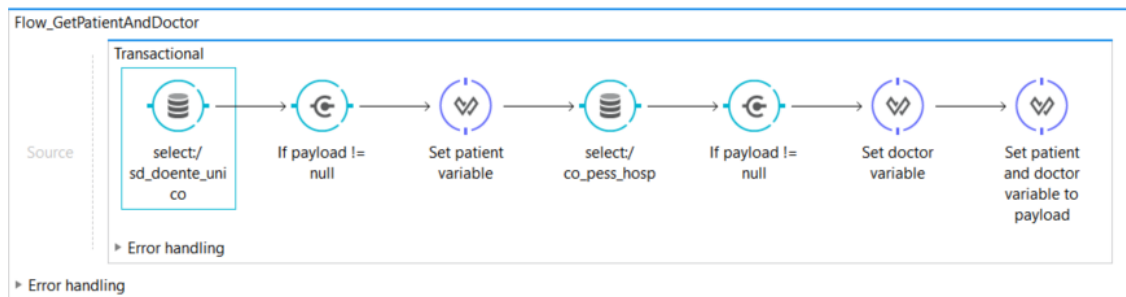 Flow_GetPatientAndDoctor
Transactional
Source
select:/
sd_doente_uni
co
If payload !=
null
Set patient
variable
select:/
co_pess_hosp
If payload !=
null
Set doctor
variable
Set patient
and doctor
variable to
payload
Error handling
Error handling